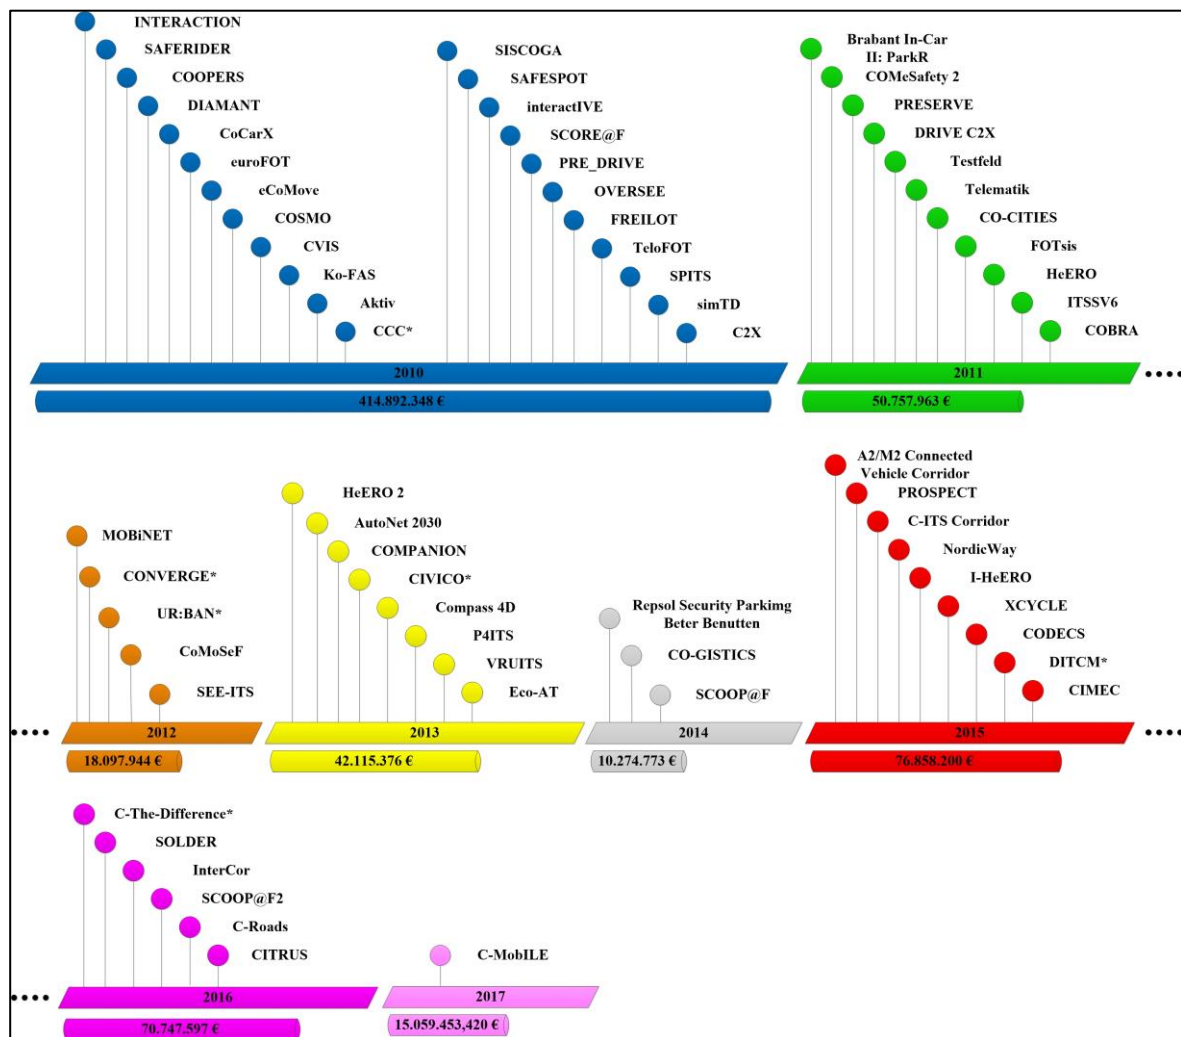 INTERACTION
SAFERIDER
COOPERS
DIAMANT
CoCarX
euroFOT
eCoMove
COSMO
CVIS
Ko-FAS
Aktiv
CCC*
SISCOGA
SAFESPOT
interactIVE
SCORE@F
PRE_DRIVE
OVERSEE
FREILOT
TeloFOT
SPITS
simTD
C2X
2010
414.892.348 €
Brabant In-Car
II: ParkR
COMeSafety 2
PRESERVE
DRIVE C2X
Testfeld
Telematik
CO-CITIES
FOTsis
HeERO
ITSSV6
COBRA
2011
50.757.963 €
MOBiNET
CONVERGE*
UR:BAN*
CoMoSeF
SEE-ITS
2012
18.097.944 €
HeERO 2
AutoNet 2030
COMPANION
CIVICO*
Compass 4D
P4ITS
VRUITS
Eco-AT
2013
42.115.376 €
Repsol Security Parkimg
Beter Benutten
CO-GISTICS
SCOOP@F
2014
10.274.773 €
A2/M2 Connected
Vehicle Corridor
PROSPECT
C-ITS Corridor
NordicWay
I-HeERO
XCYCLE
CODECS
DITCM*
CIMEC
2015
76.858.200 €
C-The-Difference*
SOLDER
InterCor
SCOOP@F2
C-Roads
CITRUS
2016
70.747.597 €
C-MobILE
2017
15.059.453,420 €